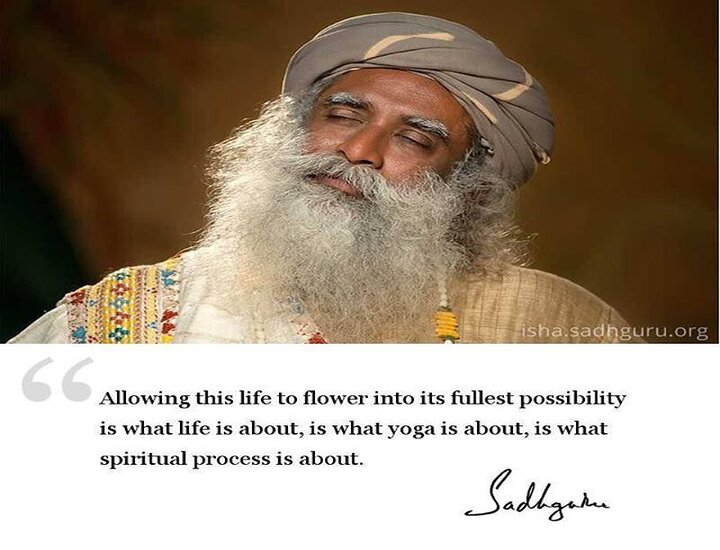 isha.sadhguru.org
Allowing this life to flower into its fullest possibility
is what life is about, is what yoga is about, is what
spiritual process is about.
Sadhguru